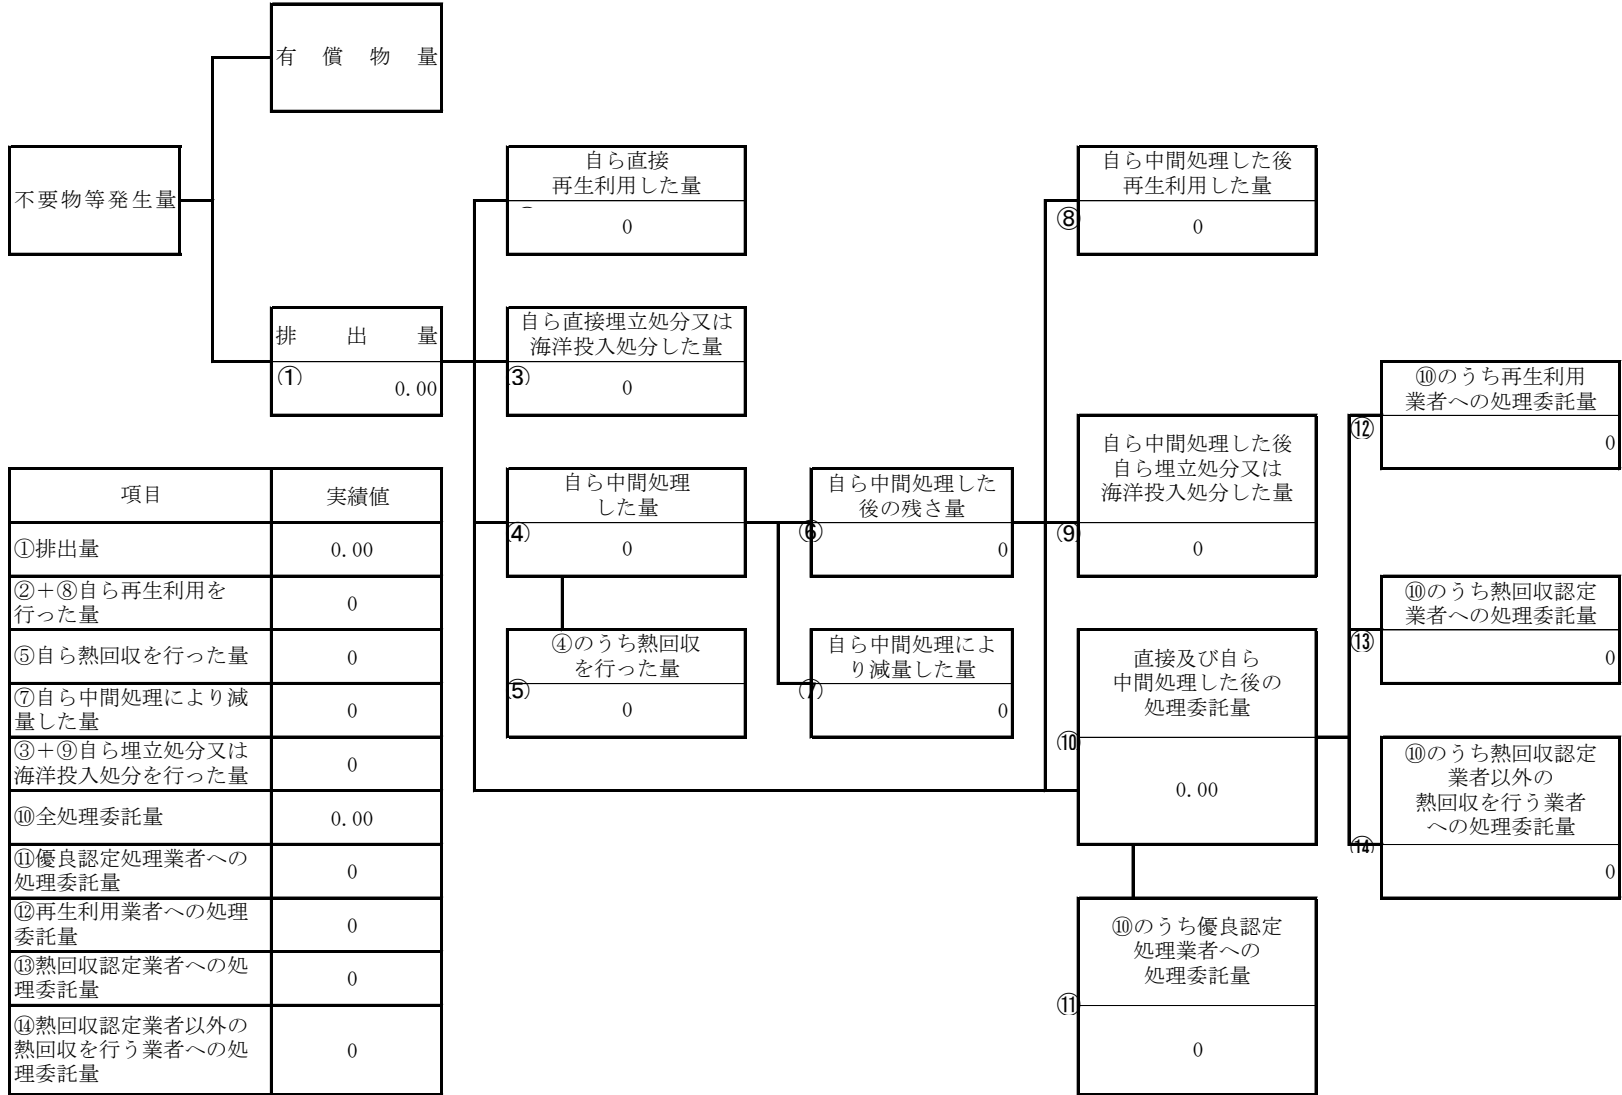 有償物量
不要物等発生量
排出量
①
0.00
自ら直接
再生利用した量
0
自ら直接埋立処分又は
海洋投入処分した量
③
0
自ら中間処理
した量
④
0
④のうち熱回収
を行った量
⑤
0
自ら中間処理した
後の残さ量
⑥
0
自ら中間処理によ
り減量した量
⑦
0
自ら中間処理した後
再生利用した量
⑧
0
自ら中間処理した後
自ら埋立処分又は
海洋投入処分した量
⑨
0
直接及び自ら
中間処理した後の
処理委託量
⑩
0.00
⑩のうち優良認定
処理業者への
処理委託量
⑪
0
⑩のうち再生利用
業者への処理委託量
⑫
0
⑩のうち熱回収認定
業者への処理委託量
⑬
0
⑩のうち熱回収認定
業者以外の
熱回収を行う業者
への処理委託量
⑭
0
項目 実績値
①排出量 0.00
②+⑧自ら再生利用を
行った量 0
⑤自ら熱回収を行った量 0
⑦自ら中間処理により減
量した量 0
③+⑨自ら埋立処分又は
海洋投入処分を行った量 0
⑩全処理委託量 0.00
⑪優良認定処理業者への
処理委託量 0
⑫再生利用業者への処理
委託量 0
⑬熱回収認定業者への処
理委託量 0
⑭熱回収認定業者以外の
熱回収を行う業者への処
理委託量 0